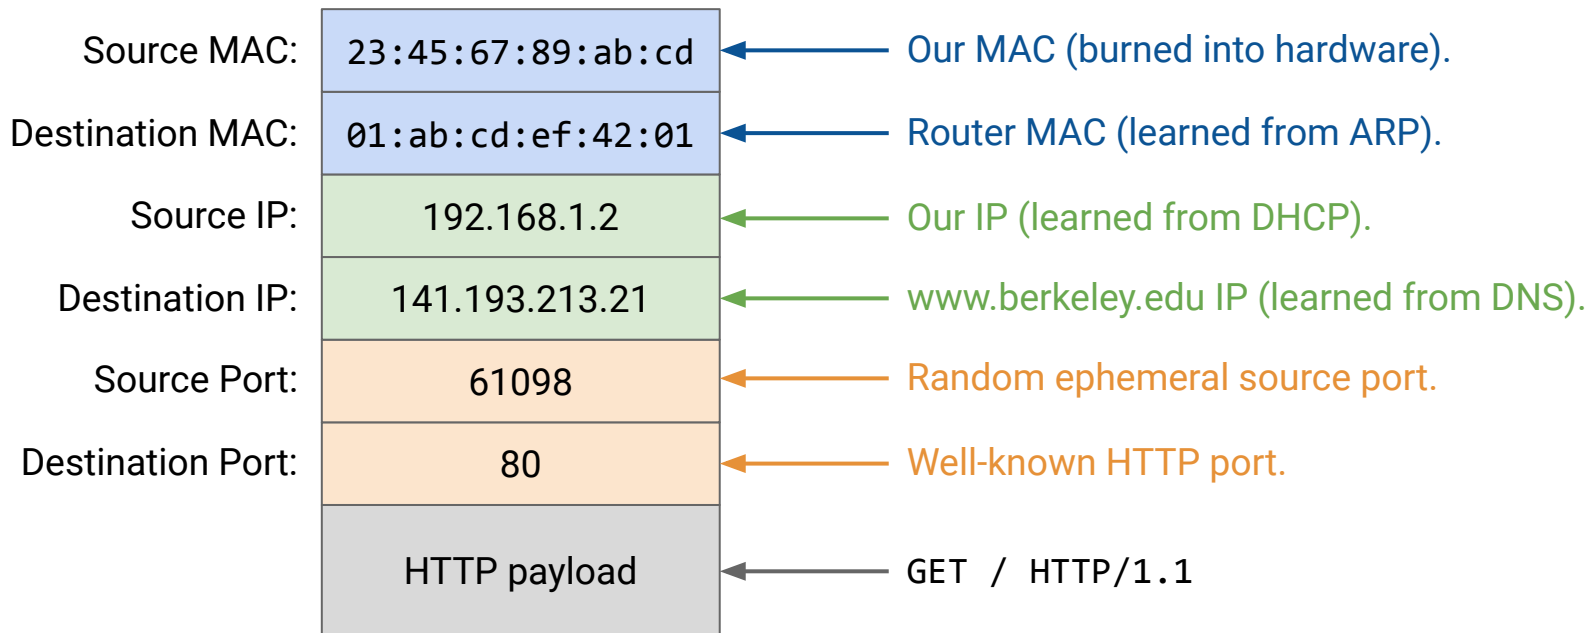 Source MAC: 23:45:67:89:ab:cd Our MAC (burned into hardware).
Destination MAC: 01:ab:cd:ef:42:01 Router MAC (learned from ARP).
Source IP: 192.168.1.2 Our IP (learned from DHCP).
Destination IP: 141.193.213.21 www.berkeley.edu IP (learned from DNS).
Source Port: 61098 Random ephemeral source port.
Destination Port: 80 Well-known HTTP port.
HTTP payload GET / HTTP/1.1